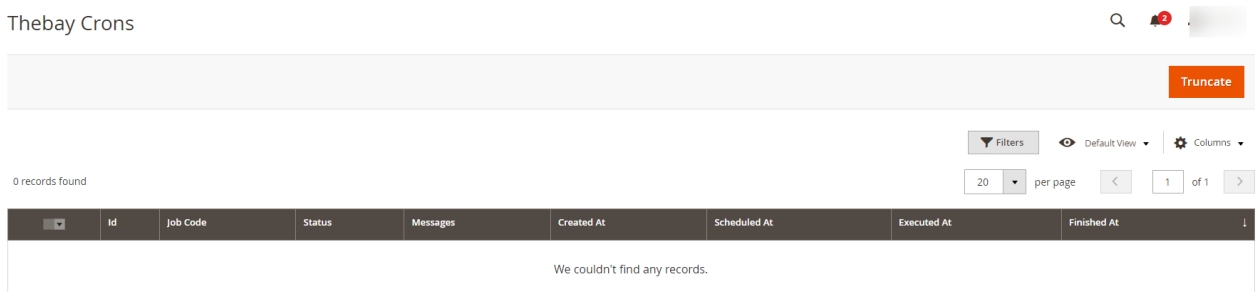 Thebay Crons
2
Truncate
Filters Default View Columns
0 records found 20 per page 1 of 1
Id Job Code Status Messages Created At Scheduled At Executed At Finished At ↓
We couldn't find any records.